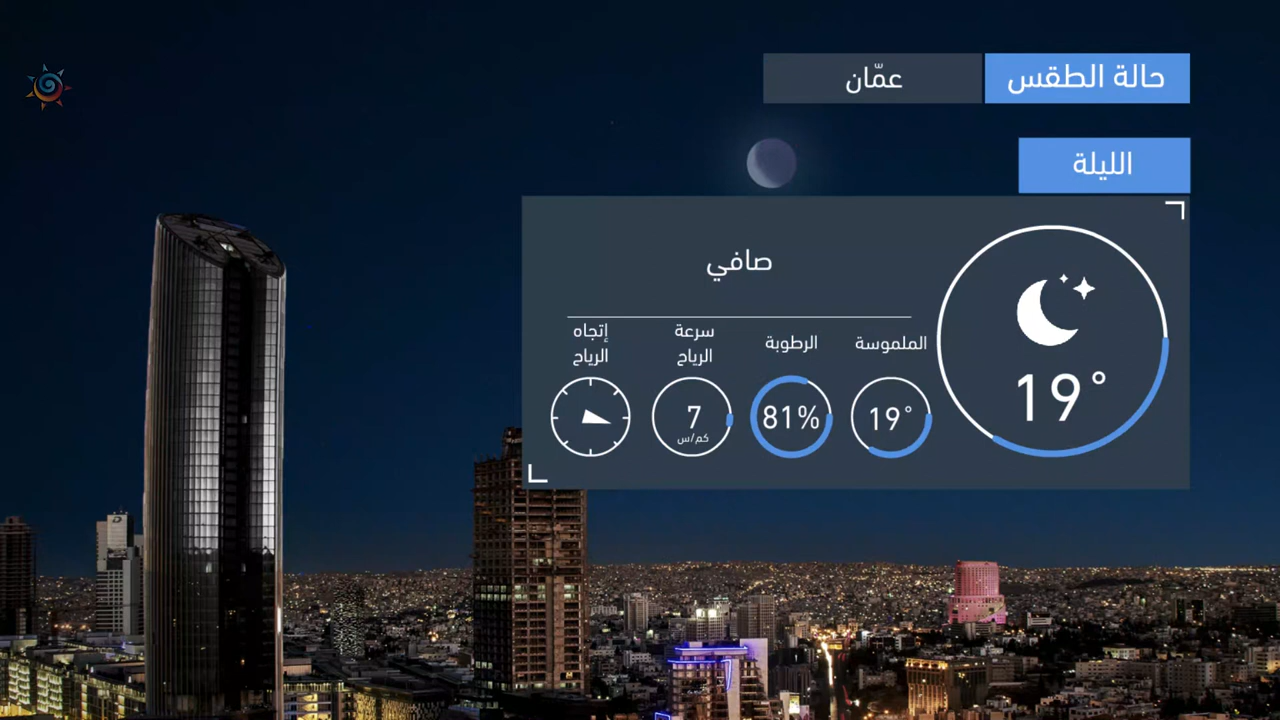 حالة الطقس
عمّان
الليلة
صافي
19°
الملموسة
19°
الرطوبة
81%
سرعة
الرياح
7
كم/س
إتجاه
الرياح